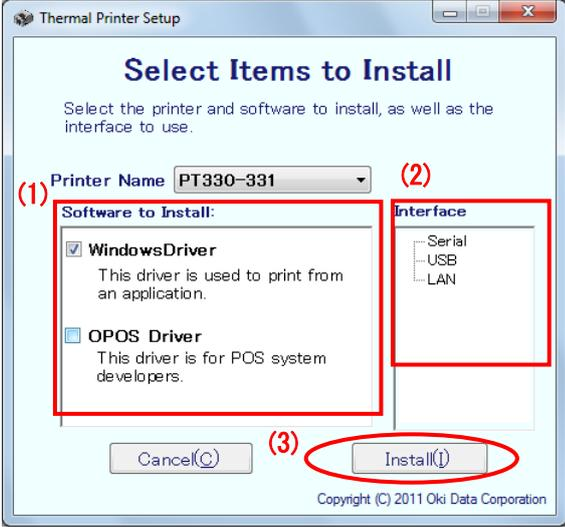 Thermal Printer Setup
Select Items to Install
Select the printer and software to install, as well as the
interface to use.
Printer Name PT330-331
(1)
(2)
Software to Install:
Interface
WindowsDriver
This driver is used to print from
an application.
OPOS Driver
This driver is for POS system
developers.
Serial
USB
LAN
(3)
Cancel(C)
Install(I)
Copyright (C) 2011 Oki Data Corporation